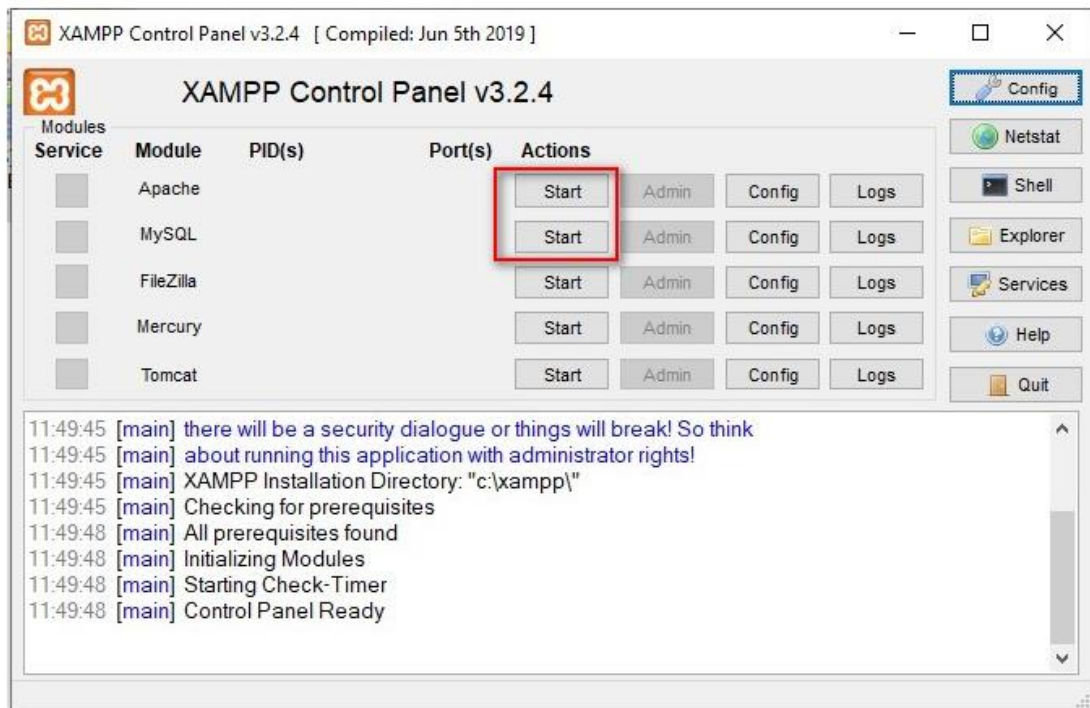 XAMPP Control Panel v3.2.4 [ Compiled: Jun 5th 2019 ]
XAMPP Control Panel v3.2.4
Config
Modules
Netstat
Service Module PID(s) Port(s) Actions
Apache Start Admin Config Logs
Shell
MySQL Start Admin Config Logs
Explorer
FileZilla Start Admin Config Logs
Services
Mercury Start Admin Config Logs
Help
Tomcat Start Admin Config Logs
Quit
11:49:45 [main] there will be a security dialogue or things will break! So think
11:49:45 [main] about running this application with administrator rights!
11:49:45 [main] XAMPP Installation Directory: "c:\xampp\"
11:49:45 [main] Checking for prerequisites
11:49:48 [main] All prerequisites found
11:49:48 [main] Initializing Modules
11:49:48 [main] Starting Check-Timer
11:49:48 [main] Control Panel Ready